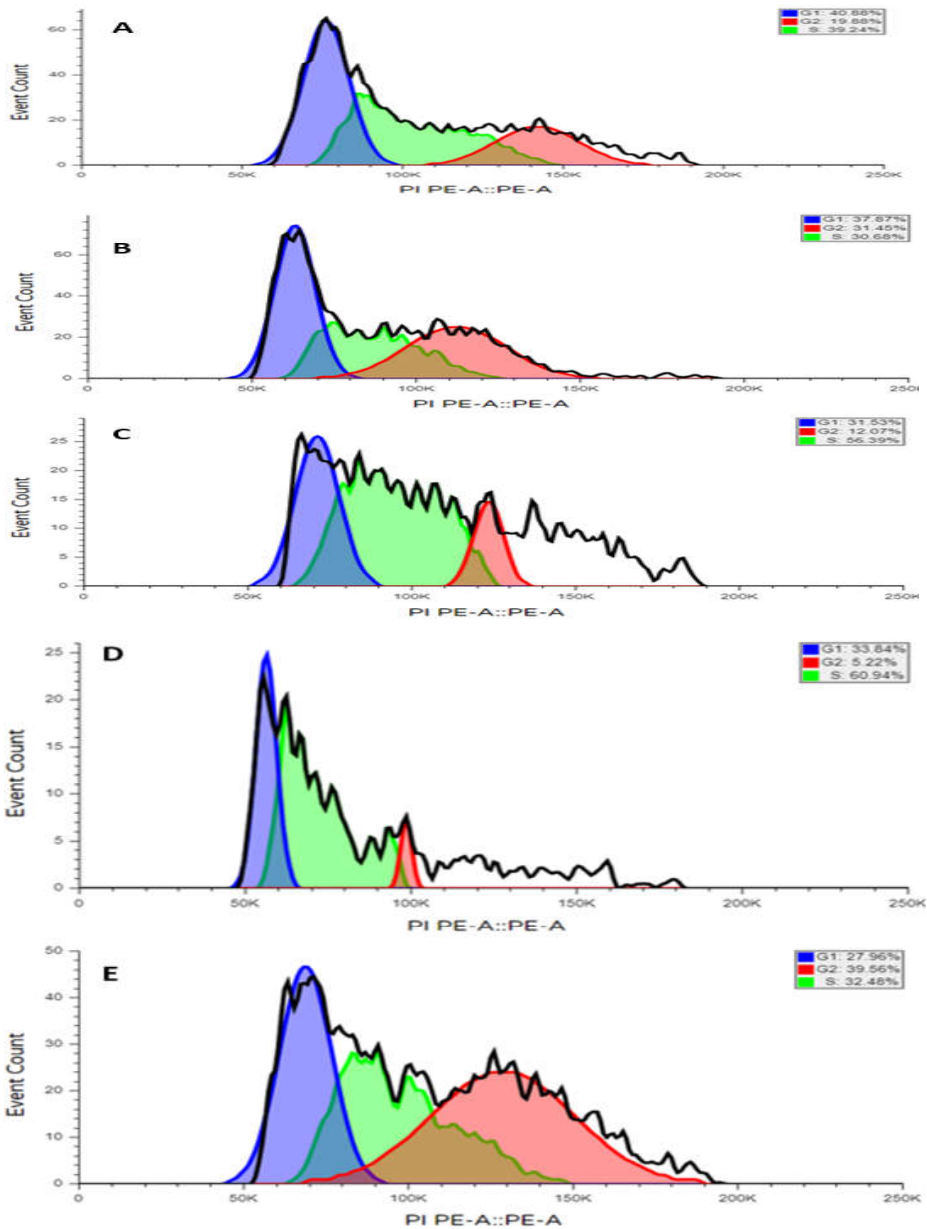 A
G1: 40.88%
G2: 19.88%
S: 39.24%
Event Count
60
40
20
0
0 50K 100K 150K 200K 250K
PI PE-A::PE-A
B
G1: 37.87%
G2: 31.45%
S: 30.68%
Event Count
60
40
20
0
0 50K 100K 150K 200K 250K
PI PE-A::PE-A
C
G1: 31.53%
G2: 12.07%
S: 56.39%
Event Count
25
20
15
10
5
0
0 50K 100K 150K 200K 250K
PI PE-A::PE-A
D
G1: 33.84%
G2: 5.22%
S: 60.94%
Event Count
25
20
15
10
5
0
0 50K 100K 150K 200K 250K
PI PE-A::PE-A
E
G1: 27.96%
G2: 39.56%
S: 32.48%
Event Count
50
40
30
20
10
0
0 50K 100K 150K 200K 250K
PI PE-A::PE-A